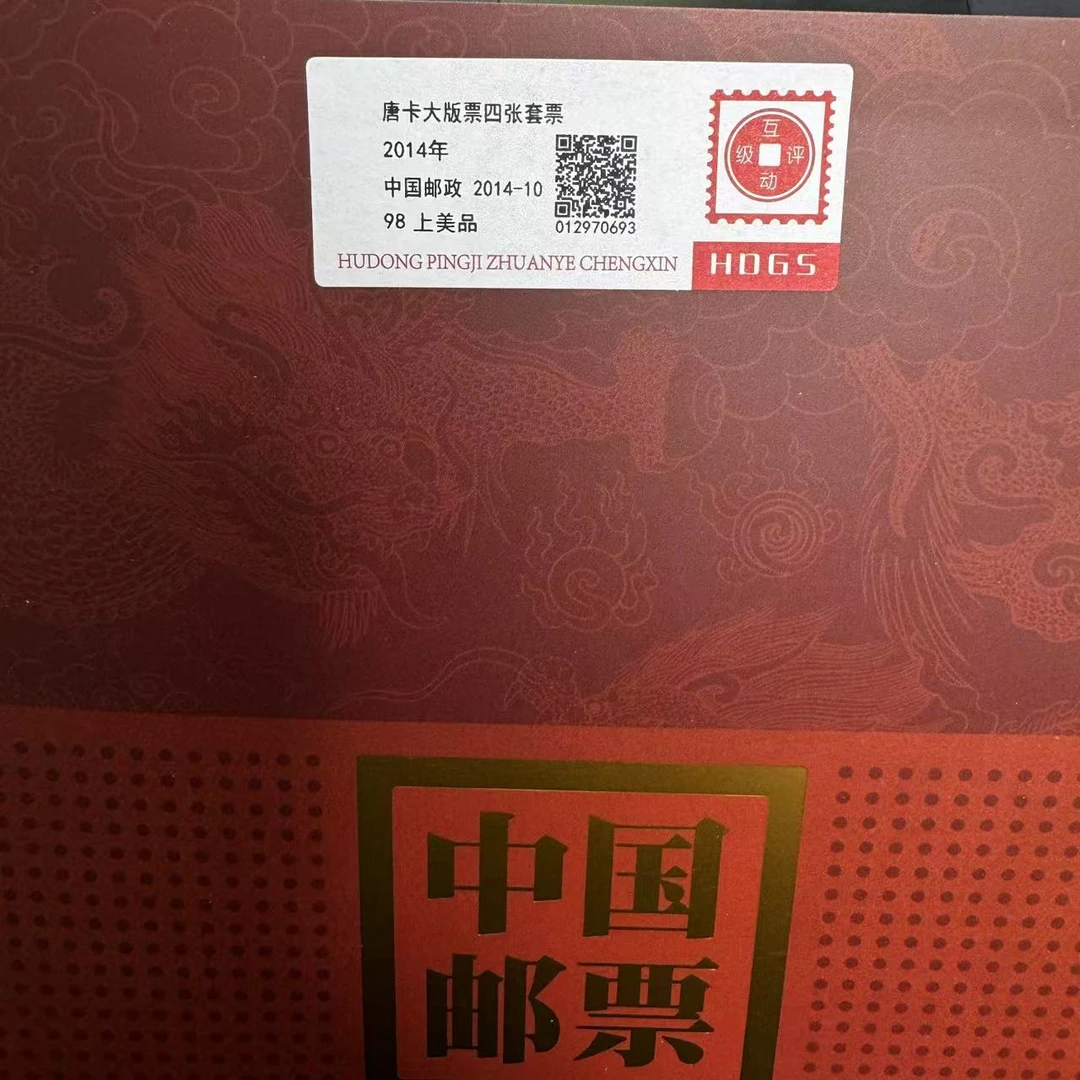 唐卡大版票四张套票
2014年
中国邮政 2014-10
98 上美品
012970693
HUDONG PINGJI ZHUANYE CHENGXIN
互动评级
HDGS
中国
邮票